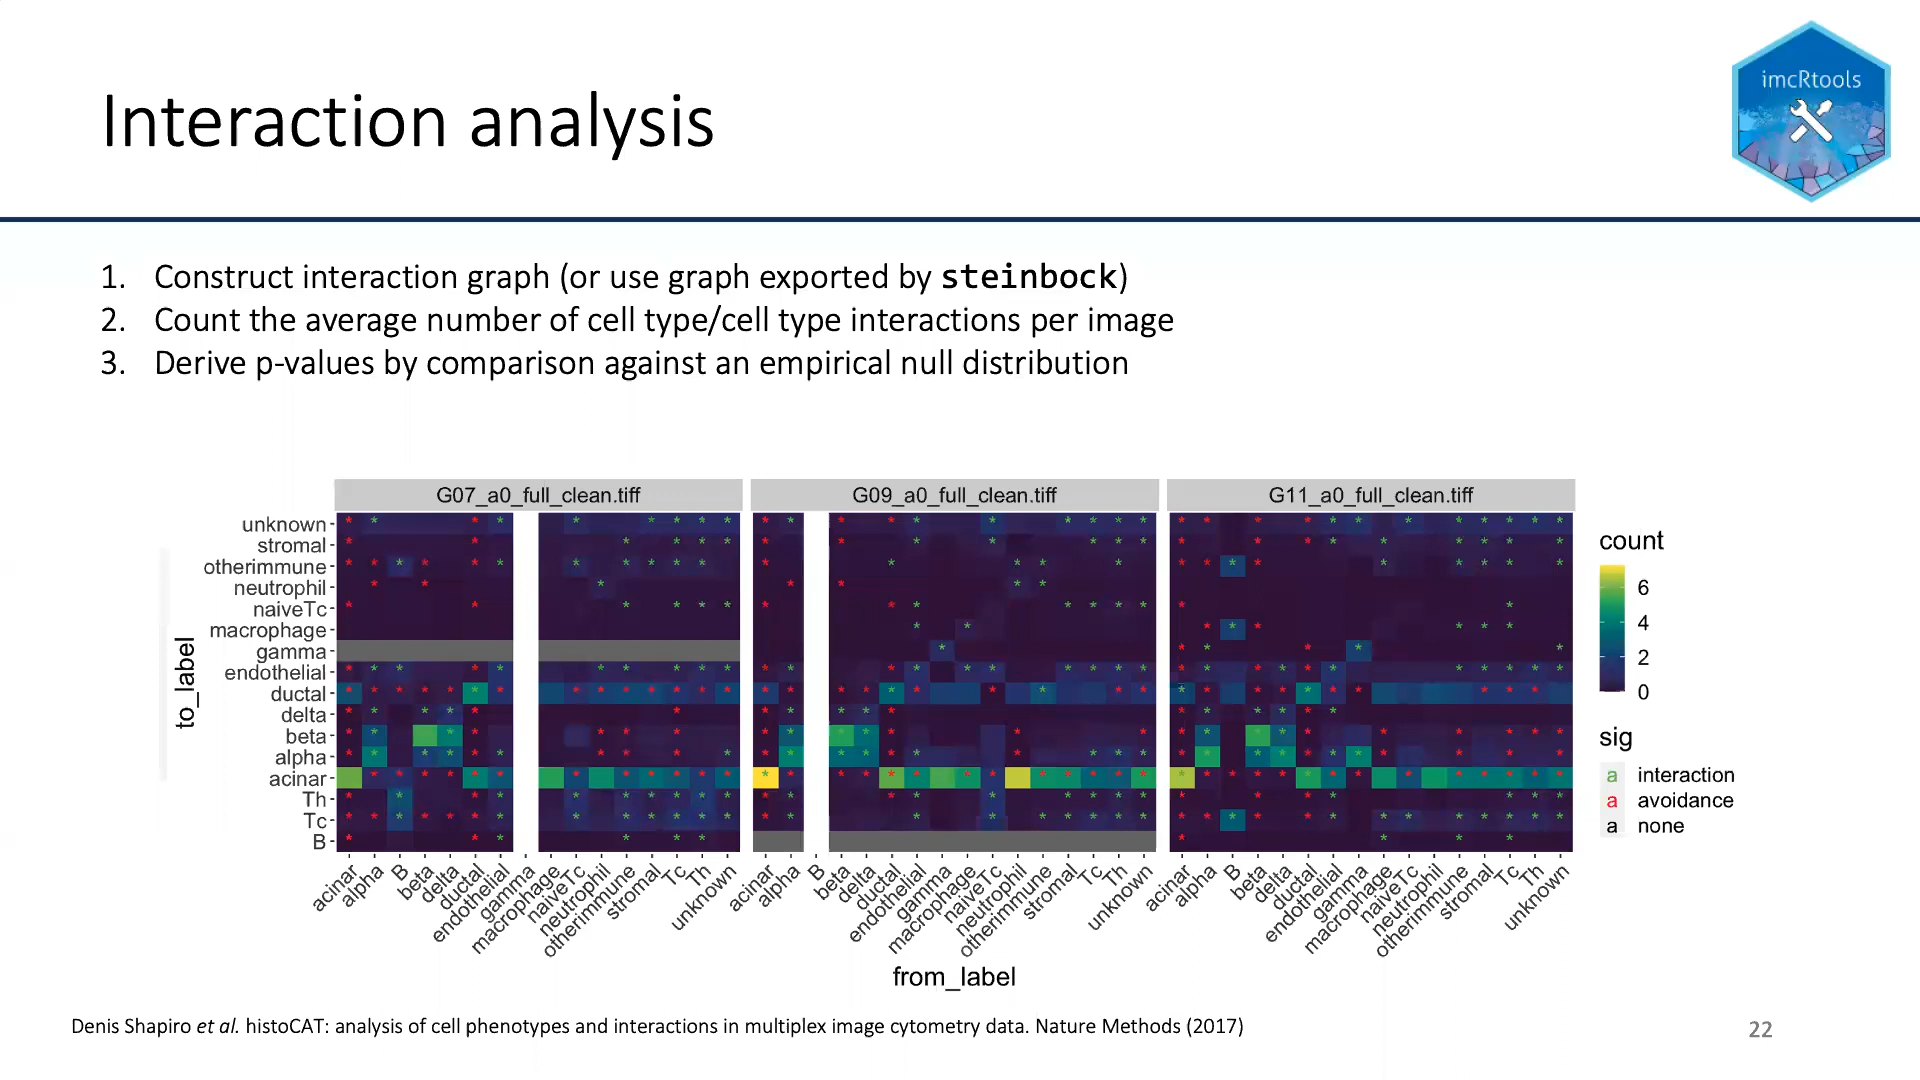 imcRtools
Interaction analysis
1. Construct interaction graph (or use graph exported by steinbock)
2. Count the average number of cell type/cell type interactions per image
3. Derive p-values by comparison against an empirical null distribution
G07_a0_full_clean.tiff
G09_a0_full_clean.tiff
G11_a0_full_clean.tiff
to_label
unknown
stromal
otherimmune
neutrophil
naiveTc
macrophage
gamma
endothelial
ductal
delta
beta
alpha
acinar
Th
Tc
B
acinar alpha B beta delta ductal endothelial gamma macrophage naiveTc neutrophil otherimmune stromal Tc Th unknown
acinar alpha B beta delta ductal endothelial gamma macrophage naiveTc neutrophil otherimmune stromal Tc Th unknown
acinar alpha B beta delta ductal endothelial gamma macrophage naiveTc neutrophil otherimmune stromal Tc Th unknown
from_label
count
6
4
2
0
sig
a interaction
a avoidance
a none
Denis Shapiro et al. histoCAT: analysis of cell phenotypes and interactions in multiplex image cytometry data. Nature Methods (2017)
22